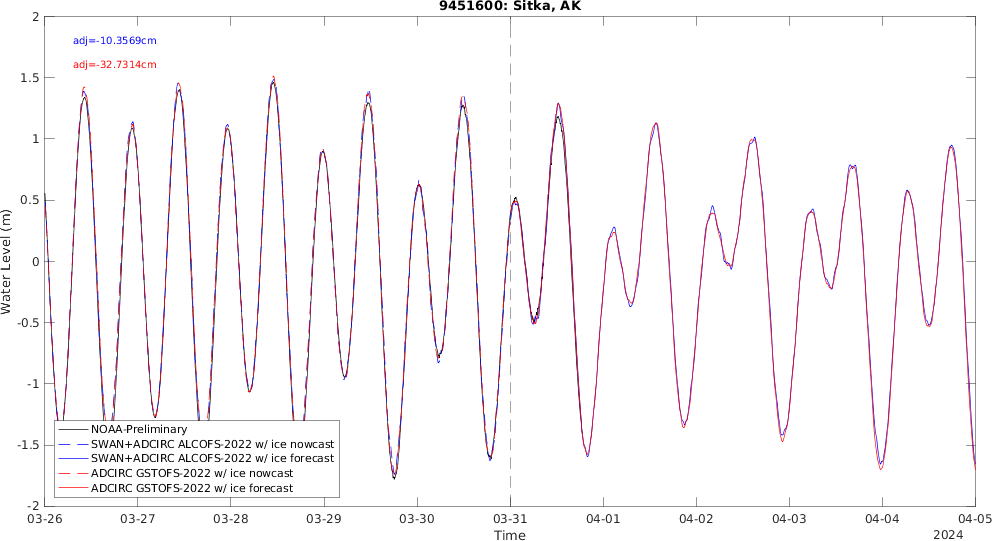 9451600: Sitka, AK
adj=-10.3569cm
adj=-32.7314cm
Water Level (m)
2
1.5
1
0.5
0
-0.5
-1
-1.5
-2
NOAA-Preliminary
SWAN+ADCIRC ALCOFS-2022 w/ ice nowcast
SWAN+ADCIRC ALCOFS-2022 w/ ice forecast
ADCIRC GSTOFS-2022 w/ ice nowcast
ADCIRC GSTOFS-2022 w/ ice forecast
03-26 03-27 03-28 03-29 03-30 03-31 04-01 04-02 04-03 04-04 04-05
Time
2024